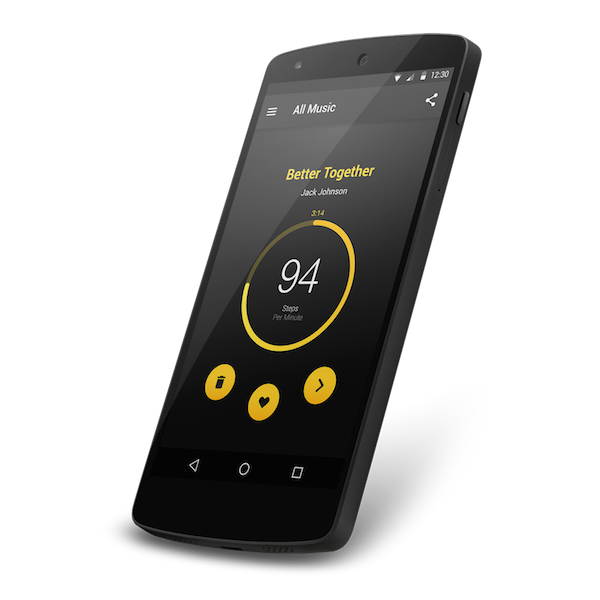 12:30
All Music
Better Together
Jack Johnson
3:14
94
Steps
Per Minute